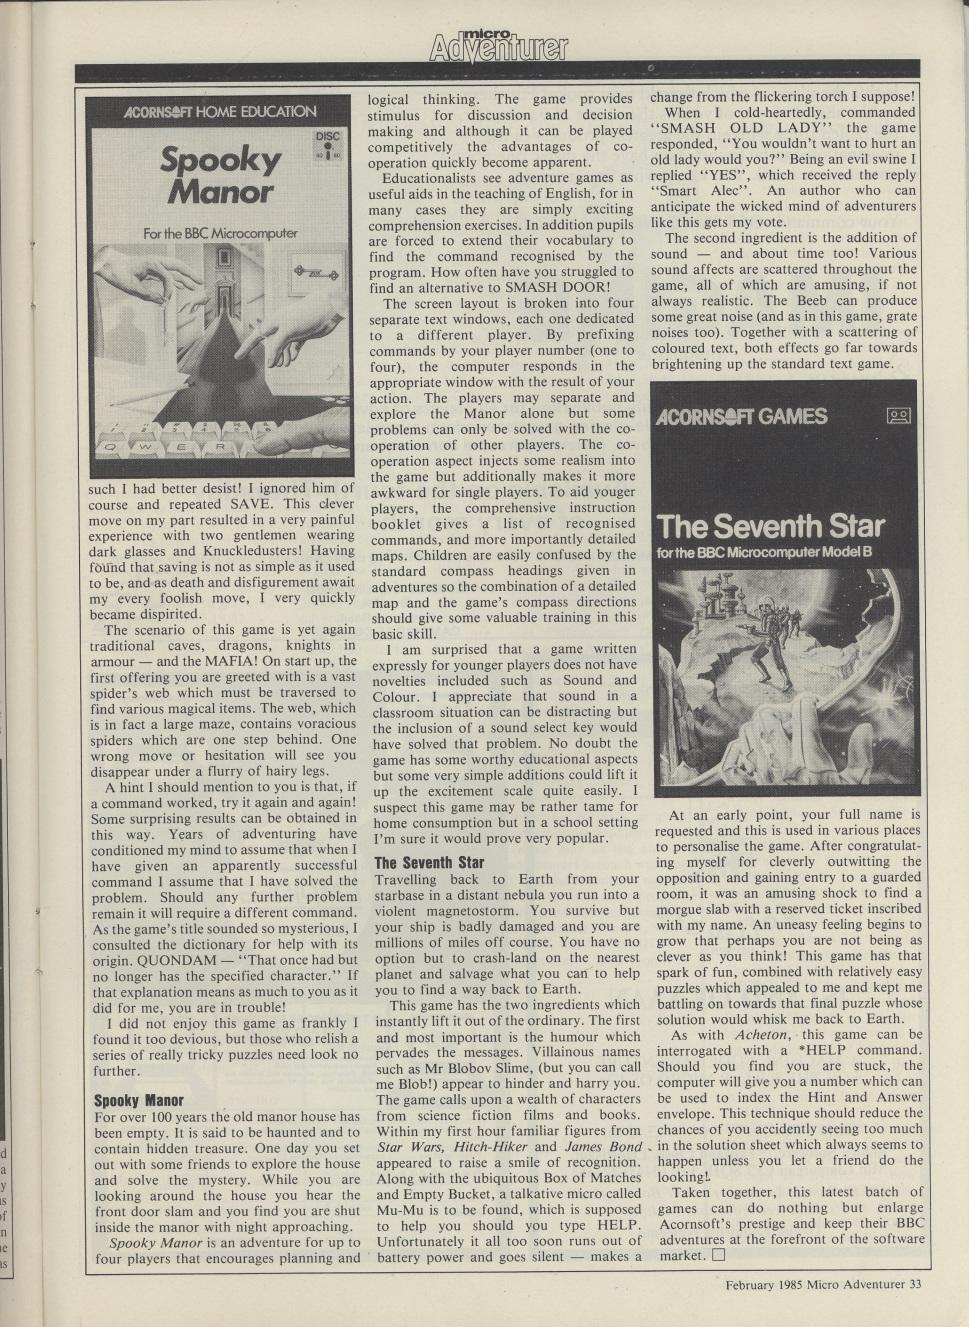 micro
Adventurer
ACORNSOFT HOME EDUCATION
DISC
40 80
Spooky
Manor
For the BBC Microcomputer
Q W E R
such I had better desist! I ignored him of
course and repeated SAVE. This clever
move on my part resulted in a very painful
experience with two gentlemen wearing
dark glasses and Knuckledusters! Having
found that saving is not as simple as it used
to be, and as death and disfigurement await
my every foolish move, I very quickly
became dispirited.
The scenario of this game is yet again
traditional caves, dragons, knights in
armour — and the MAFIA! On start up, the
first offering you are greeted with is a vast
spider's web which must be traversed to
find various magical items. The web, which
is in fact a large maze, contains voracious
spiders which are one step behind. One
wrong move or hesitation will see you
disappear under a flurry of hairy legs.
A hint I should mention to you is that, if
a command worked, try it again and again!
Some surprising results can be obtained in
this way. Years of adventuring have
conditioned my mind to assume that when I
have given an apparently successful
command I assume that I have solved the
problem. Should any further problem
remain it will require a different command.
As the game's title sounded so mysterious, I
consulted the dictionary for help with its
origin. QUONDAM — "That once had but
no longer has the specified character." If
that explanation means as much to you as it
did for me, you are in trouble!
I did not enjoy this game as frankly I
found it too devious, but those who relish a
series of really tricky puzzles need look no
further.
Spooky Manor
For over 100 years the old manor house has
been empty. It is said to be haunted and to
contain hidden treasure. One day you set
out with some friends to explore the house
and solve the mystery. While you are
looking around the house you hear the
front door slam and you find you are shut
inside the manor with night approaching.
Spooky Manor is an adventure for up to
four players that encourages planning and
logical thinking. The game provides
stimulus for discussion and decision
making and although it can be played
competitively the advantages of co-
operation quickly become apparent.
Educationalists see adventure games as
useful aids in the teaching of English, for in
many cases they are simply exciting
comprehension exercises. In addition pupils
are forced to extend their vocabulary to
find the command recognised by the
program. How often have you struggled to
find an alternative to SMASH DOOR!
The screen layout is broken into four
separate text windows, each one dedicated
to a different player. By prefixing
commands by your player number (one to
four), the computer responds in the
appropriate window with the result of your
action. The players may separate and
explore the Manor alone but some
problems can only be solved with the co-
operation of other players. The co-
operation aspect injects some realism into
the game but additionally makes it more
awkward for single players. To aid youger
players, the comprehensive instruction
booklet gives a list of recognised
commands, and more importantly detailed
maps. Children are easily confused by the
standard compass headings given in
adventures so the combination of a detailed
map and the game's compass directions
should give some valuable training in this
basic skill.
I am surprised that a game written
expressly for younger players does not have
novelties included such as Sound and
Colour. I appreciate that sound in a
classroom situation can be distracting but
the inclusion of a sound select key would
have solved that problem. No doubt the
game has some worthy educational aspects
but some very simple additions could lift it
up the excitement scale quite easily. I
suspect this game may be rather tame for
home consumption but in a school setting
I'm sure it would prove very popular.
The Seventh Star
Travelling back to Earth from your
starbase in a distant nebula you run into a
violent magnetostorm. You survive but
your ship is badly damaged and you are
millions of miles off course. You have no
option but to crash-land on the nearest
planet and salvage what you can to help
you to find a way back to Earth.
This game has the two ingredients which
instantly lift it out of the ordinary. The first
and most important is the humour which
pervades the messages. Villainous names
such as Mr Blobov Slime, (but you can call
me Blob!) appear to hinder and harry you.
The game calls upon a wealth of characters
from science fiction films and books.
Within my first hour familiar figures from
Star Wars, Hitch-Hiker and James Bond
appeared to raise a smile of recognition.
Along with the ubiquitous Box of Matches
and Empty Bucket, a talkative micro called
Mu-Mu is to be found, which is supposed
to help you should you type HELP.
Unfortunately it all too soon runs out of
battery power and goes silent — makes a
change from the flickering torch I suppose!
When I cold-heartedly, commanded
"SMASH OLD LADY" the game
responded, "You wouldn't want to hurt an
old lady would you?" Being an evil swine I
replied "YES", which received the reply
"Smart Alec". An author who can
anticipate the wicked mind of adventurers
like this gets my vote.
The second ingredient is the addition of
sound — and about time too! Various
sound affects are scattered throughout the
game, all of which are amusing, if not
always realistic. The Beeb can produce
some great noise (and as in this game, grate
noises too). Together with a scattering of
coloured text, both effects go far towards
brightening up the standard text game.
ACORNSOFT GAMES
The Seventh Star
for the BBC Microcomputer Model B
At an early point, your full name is
requested and this is used in various places
to personalise the game. After congratulat-
ing myself for cleverly outwitting the
opposition and gaining entry to a guarded
room, it was an amusing shock to find a
morgue slab with a reserved ticket inscribed
with my name. An uneasy feeling begins to
grow that perhaps you are not being as
clever as you think! This game has that
spark of fun, combined with relatively easy
puzzles which appealed to me and kept me
battling on towards that final puzzle whose
solution would whisk me back to Earth.
As with Acheton, this game can be
interrogated with a *HELP command.
Should you find you are stuck, the
computer will give you a number which can
be used to index the Hint and Answer
envelope. This technique should reduce the
chances of you accidently seeing too much
in the solution sheet which always seems to
happen unless you let a friend do the
looking!
Taken together, this latest batch of
games can do nothing but enlarge
Acornsoft's prestige and keep their BBC
adventures at the forefront of the software
market.
February 1985 Micro Adventurer 33